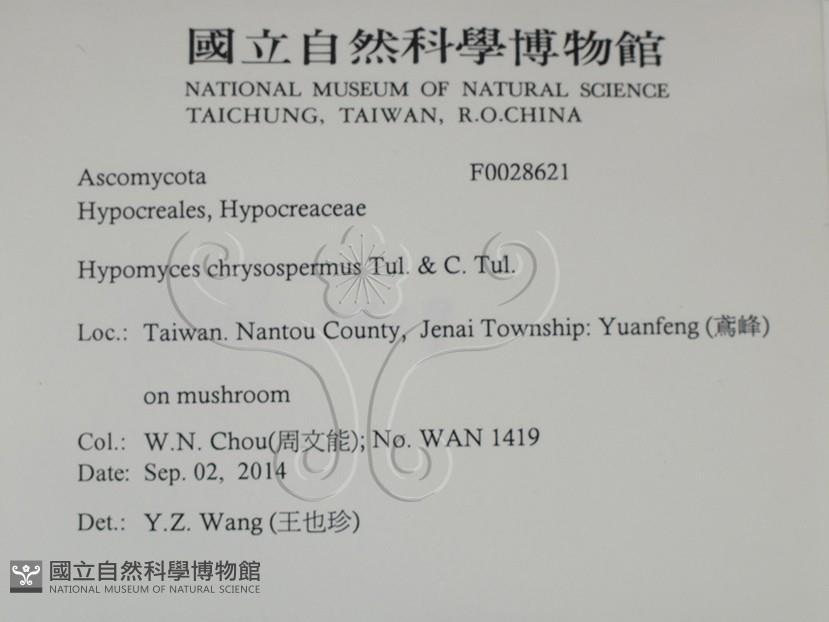 國立自然科學博物館
NATIONAL MUSEUM OF NATURAL SCIENCE
TAICHUNG, TAIWAN, R.O.CHINA
Ascomycota F0028621
Hypocreales, Hypocreaceae
Hypomyces chrysospermus Tul. & C. Tul.
Loc.: Taiwan. Nantou County, Jenai Township: Yuanfeng (鳶峰)
on mushroom
Col.: W.N. Chou(周文能); No. WAN 1419
Date: Sep. 02, 2014
Det.: Y.Z. Wang (王也珍)
國立自然科學博物館
NATIONAL MUSEUM OF NATURAL SCIENCE